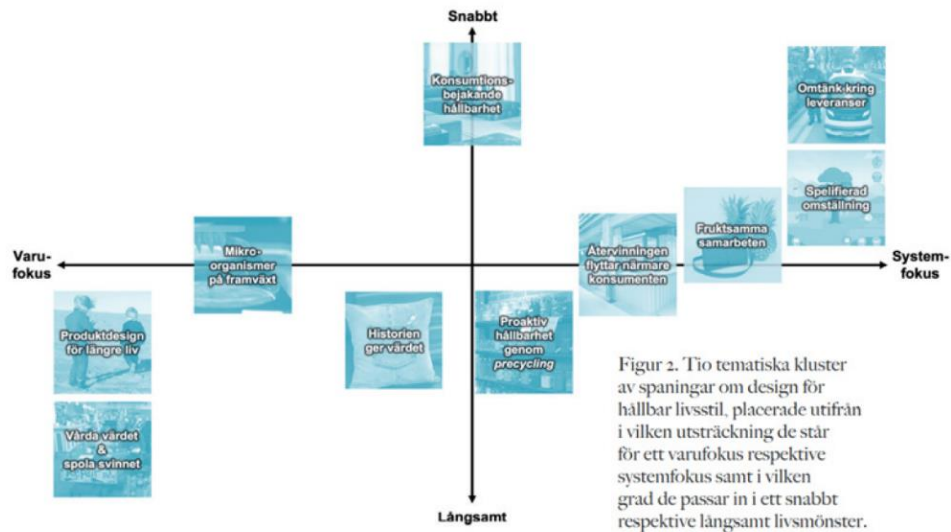 Snabbt
Konsumtions-
bejakande
hållbarhet
Omtänk kring
leveranser
Spelifierad
omställning
Fruktsamma
samarbeten
Varu-
fokus
Mikro-
organismer
på framväxt
Återvinningen
flyttar närmare
konsumenten
System-
fokus
Produktdesign
för längre liv
Historien
ger värdet
Proaktiv
hållbarhet
genom
precycling
Vårda värdet
&
spola svinnet
Långsamt
Figur 2. Tio tematiska kluster
av spaningar om design för
hållbar livsstil, placerade utifrån
i vilken utsträckning de står
för ett varufokus respektive
systemfokus samt i vilken
grad de passar in i ett snabbt
respektive långsamt livsmönster.